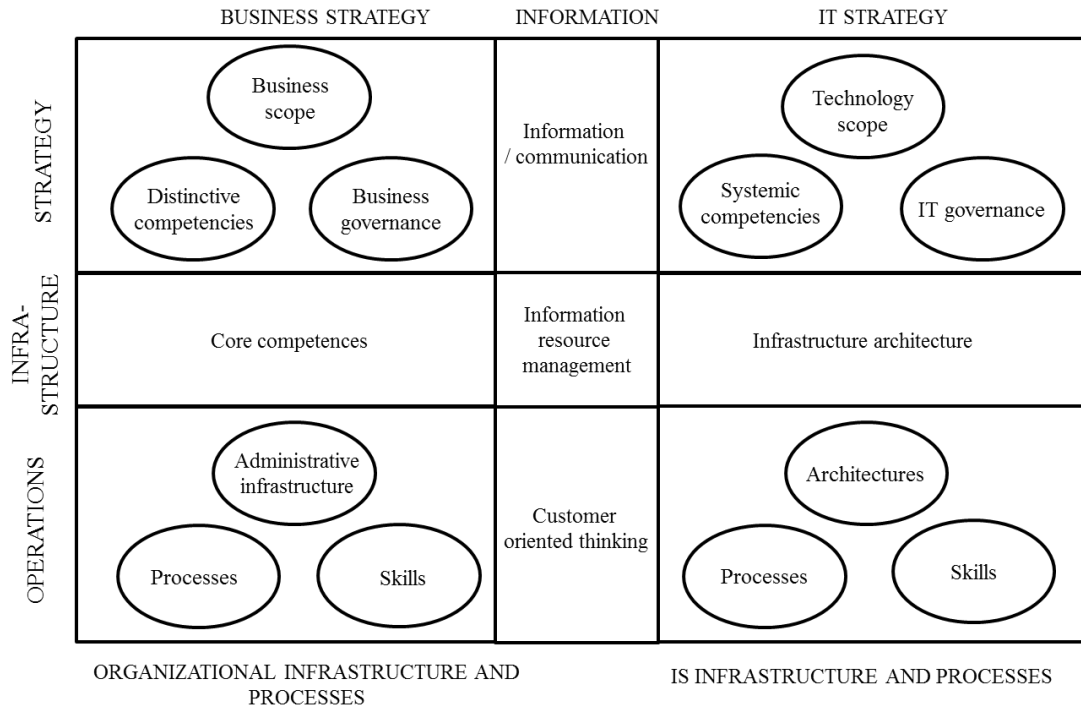 BUSINESS STRATEGY
INFORMATION
IT STRATEGY
STRATEGY
Business
scope
Distinctive
competencies
Business
governance
Information
/ communication
Technology
scope
Systemic
competencies
IT governance
INFRA-
STRUCTURE
Core competences
Information
resource
management
Infrastructure architecture
OPERATIONS
Administrative
infrastructure
Processes
Skills
Customer
oriented thinking
Architectures
Processes
Skills
ORGANIZATIONAL INFRASTRUCTURE AND
PROCESSES
IS INFRASTRUCTURE AND PROCESSES